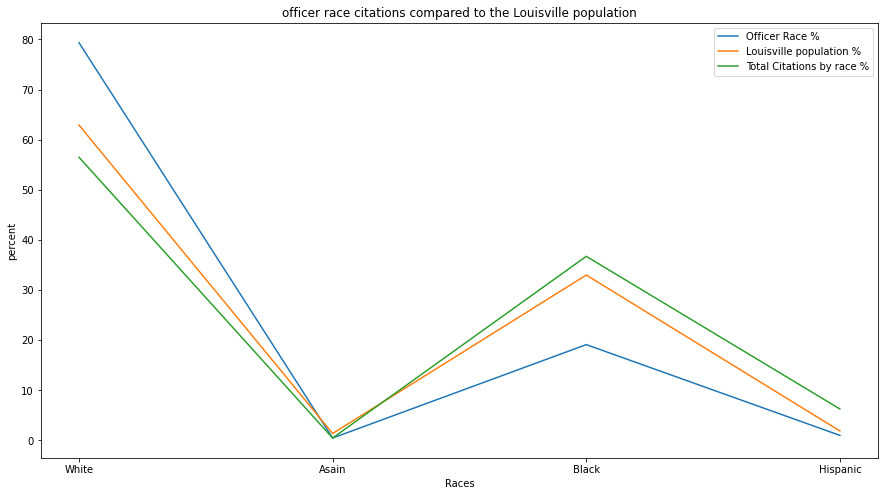 officer race citations compared to the Louisville population
Officer Race %
Louisville population %
Total Citations by race %
80
70
60
50
40
30
20
10
0
percent
White
Asain
Black
Hispanic
Races